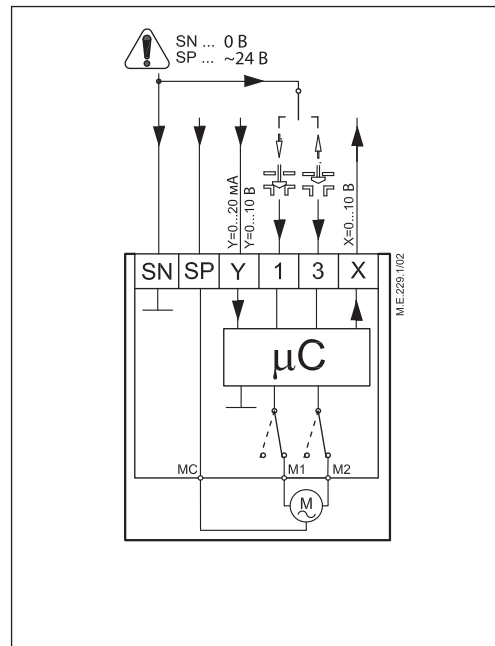 SN ... 0 В
SP ... ~24 В
Y=0...20 мА
Y=0...10 В
X=0...10 В
SN SP Y 1 3 X
M.E.229.1/02
µC
MC M1 M2
M